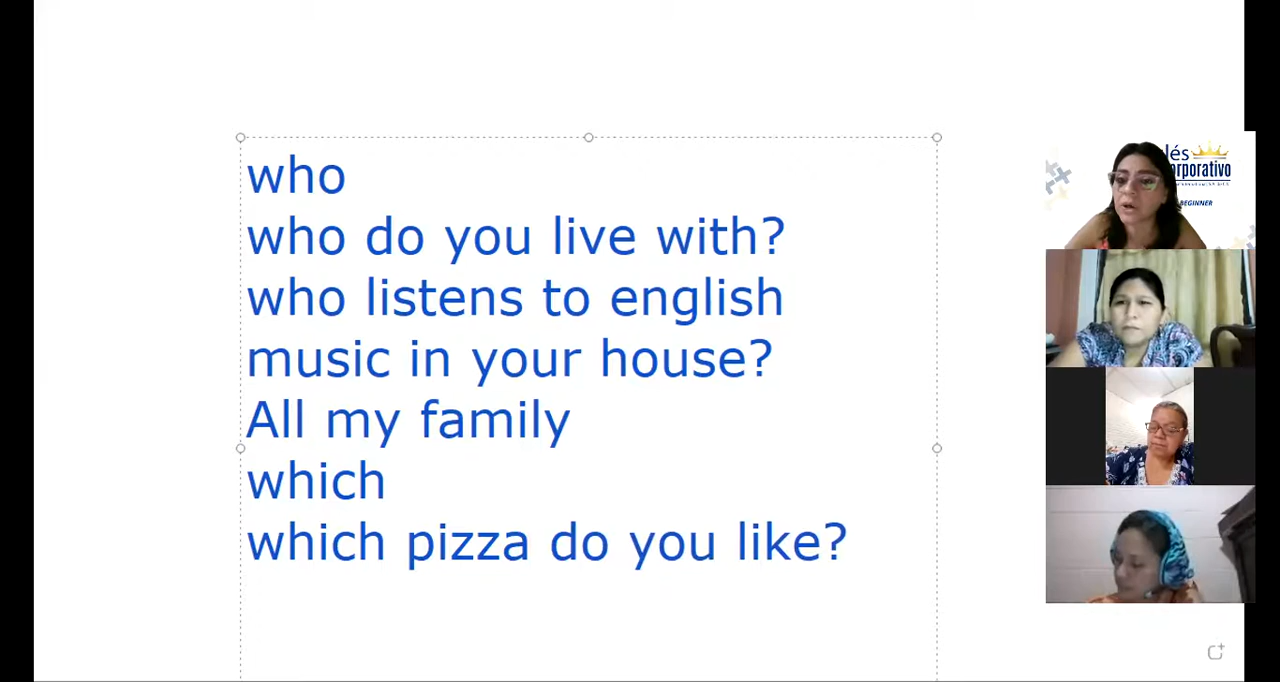 who
who do you live with?
who listens to english
music in your house?
All my family
which
which pizza do you like?
lés
orporativo
BEGINNER